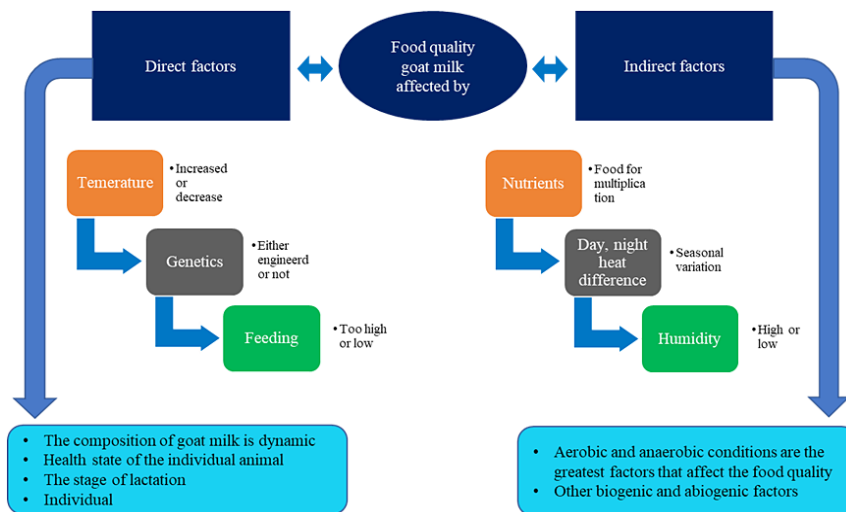 Direct factors
Food quality
goat milk
affected by
Indirect factors
Temerature
•Increased
or
decrease
Genetics
•Either
engineerd
or not
Feeding
•Too high
or low
Nutrients
•Food for
multiplica
tion
Day, night
heat
difference
•Seasonal
variation
Humidity
•High or
low
• The composition of goat milk is dynamic
• Health state of the individual animal
• The stage of lactation
• Individual
• Aerobic and anaerobic conditions are the
greatest factors that affect the food quality
• Other biogenic and abiogenic factors